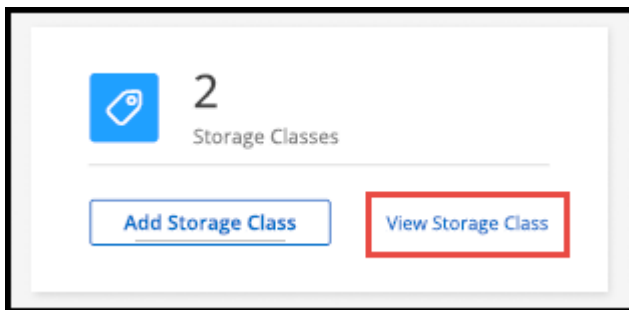 2
Storage Classes
Add Storage Class
View Storage Class